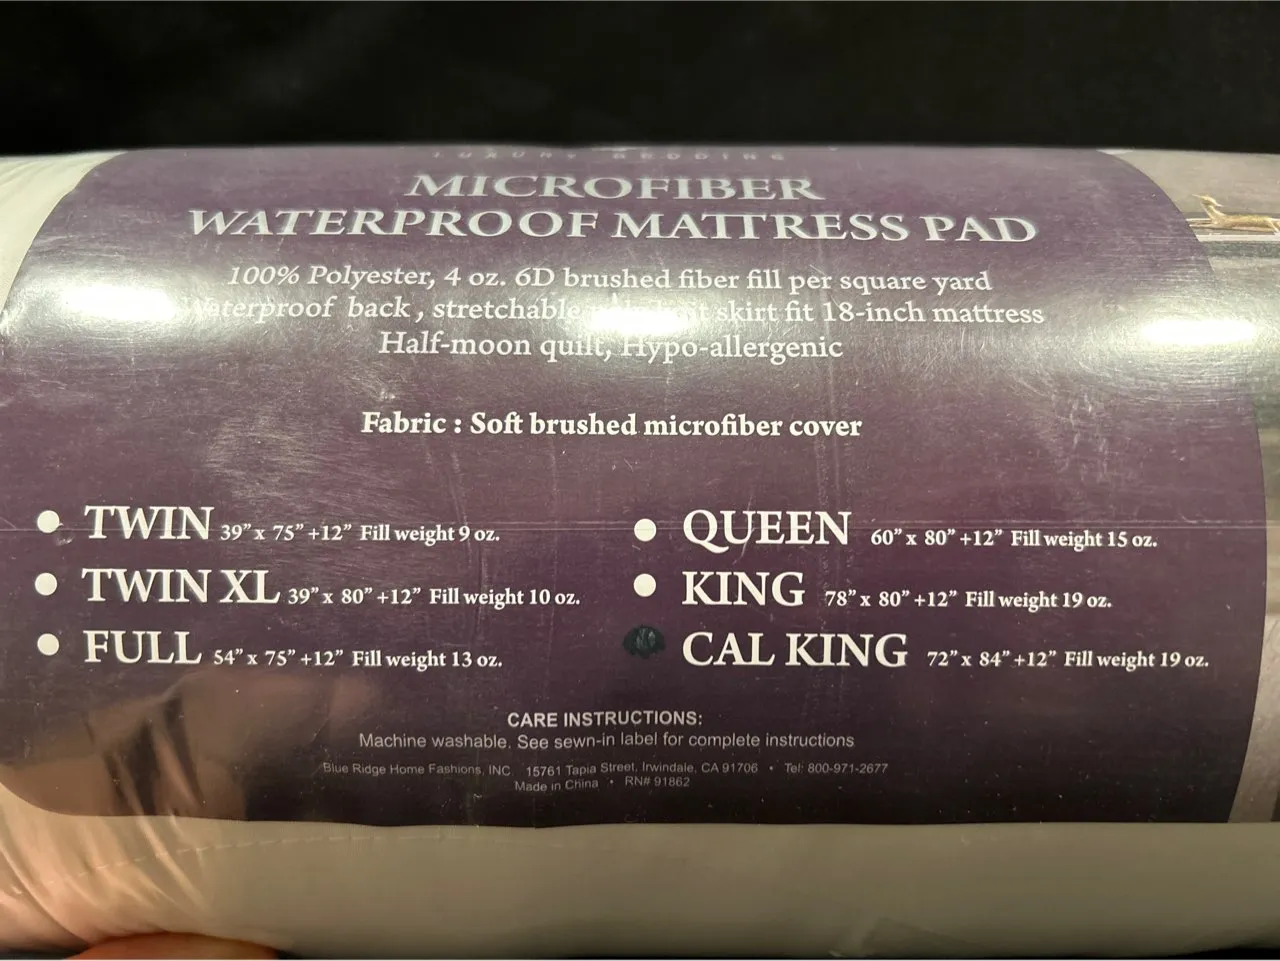 LUXURY BEDDING
MICROFIBER
WATERPROOF MATTRESS PAD
100% Polyester, 4 oz. 6D brushed fiber fill per square yard
Waterproof back , stretchable skirt fit 18-inch mattress
Half-moon quilt, Hypo-allergenic
Fabric : Soft brushed microfiber cover
TWIN 39”x 75”+12” Fill weight 9 oz.
TWIN XL 39”x 80”+12” Fill weight 10 oz.
FULL 54”x 75” +12” Fill weight 13 oz.
QUEEN 60”x 80”+12” Fill weight 15 oz.
KING 78”x 80”+12” Fill weight 19 oz.
CAL KING 72”x 84”+12” Fill weight 19 oz.
CARE INSTRUCTIONS:
Machine washable. See sewn-in label for complete instructions
Blue Ridge Home Fashions, INC 15761 Tapia Street, Irwindale, CA 91706 • Tel: 800-971-2677
Made in China • RN# 91862